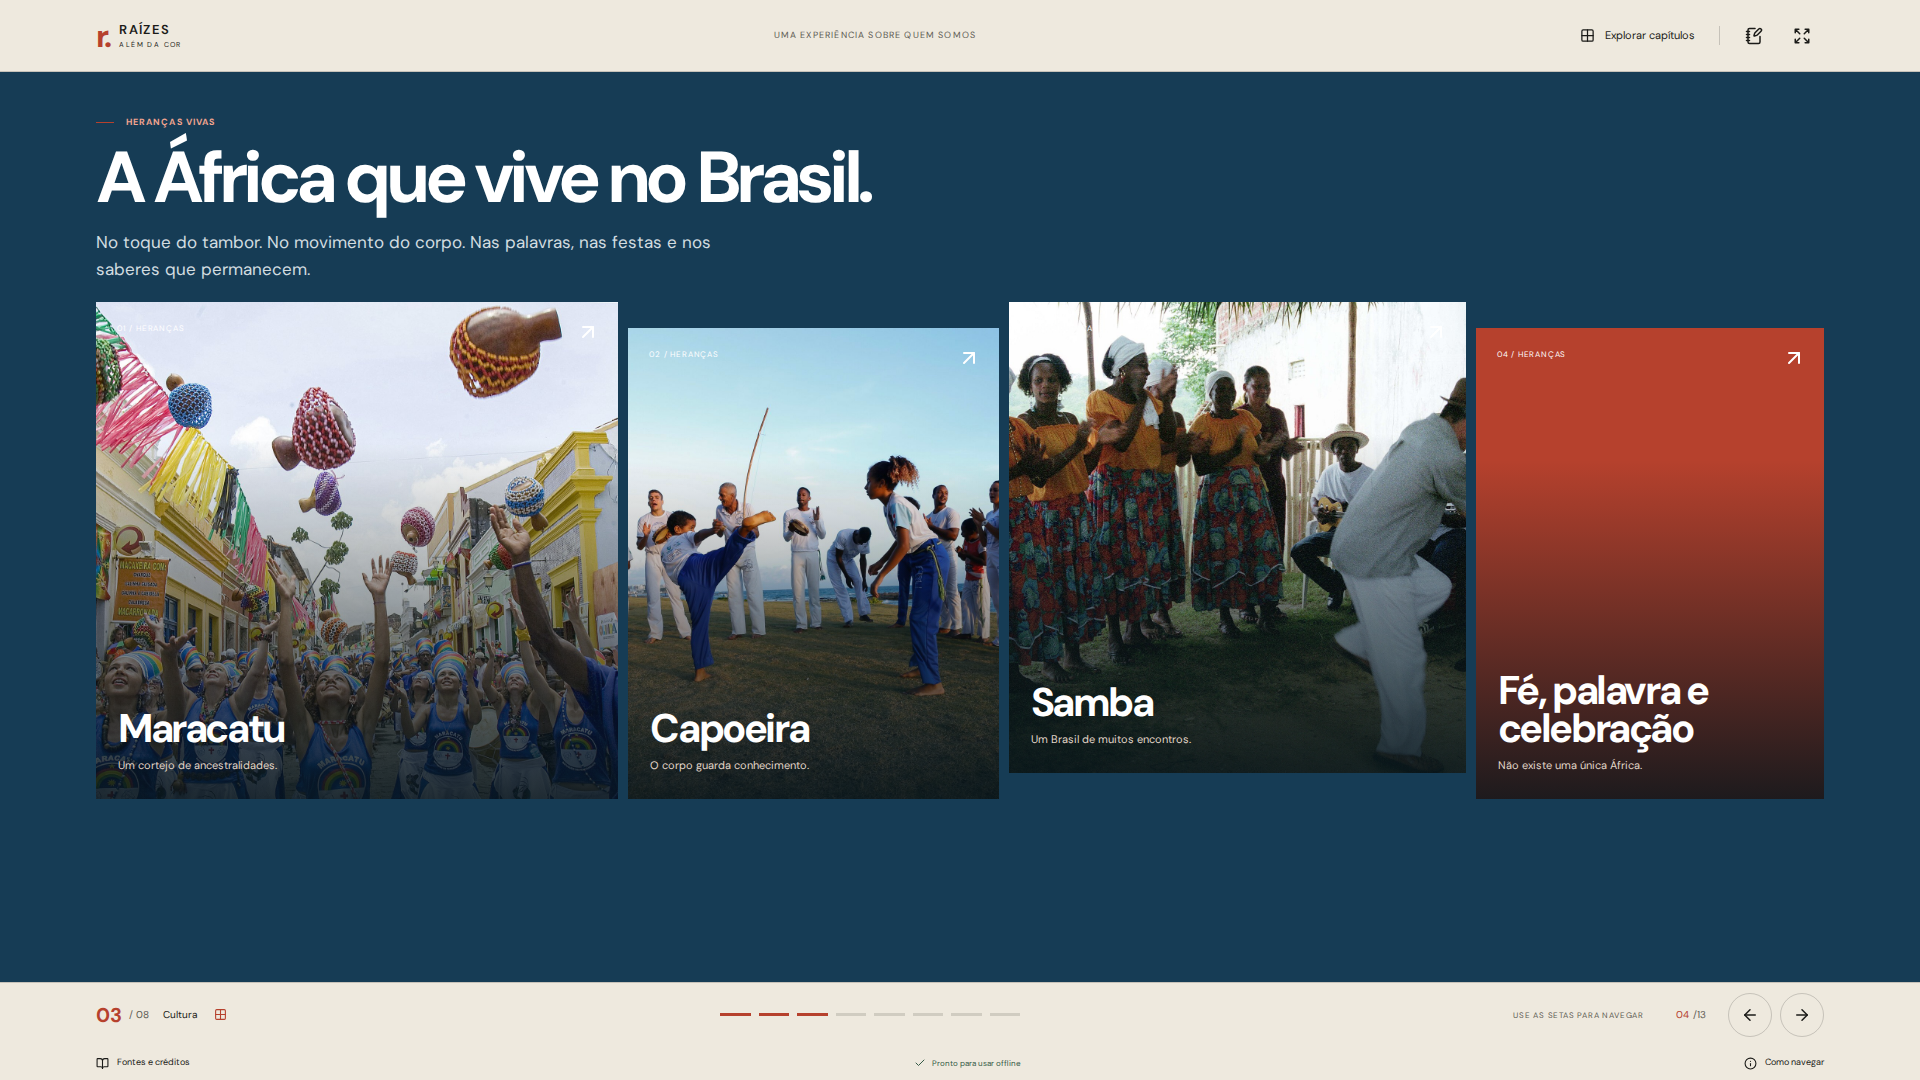 r.
RAÍZES
ALÉM DA COR
UMA EXPERIÊNCIA SOBRE QUEM SOMOS
Explorar capítulos
HERANÇAS VIVAS
A África que vive no Brasil.
No toque do tambor. No movimento do corpo. Nas palavras, nas festas e nos
saberes que permanecem.
/ HERANÇAS
02 / HERANÇAS
04 / HERANÇAS
MARACATU
Maracatu
Um cortejo de ancestralidades.
Capoeira
O corpo guarda conhecimento.
Samba
Um Brasil de muitos encontros.
Fé, palavra e
celebração
Não existe uma única África.
03 / 08 Cultura
USE AS SETAS PARA NAVEGAR
04 /13
Fontes e créditos
Pronto para usar offline
Como navegar